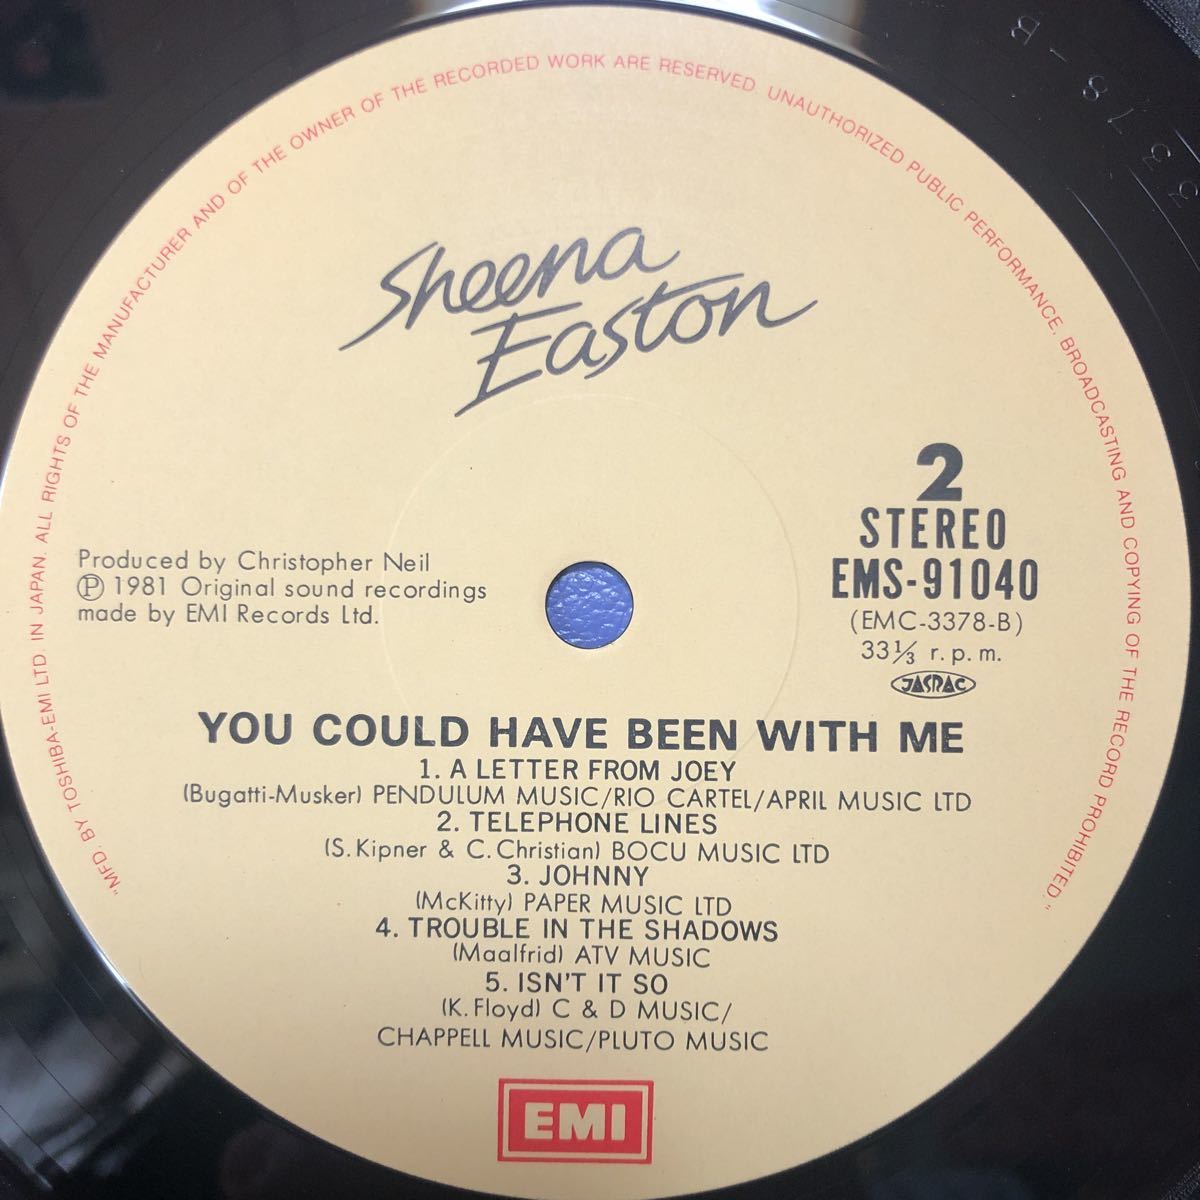 "MFD. BY TOSHIBA-EMI LTD. IN JAPAN. ALL RIGHTS OF THE MANUFACTURER AND OF THE OWNER OF THE RECORDED WORK ARE RESERVED. UNAUTHORIZED PUBLIC PERFORMANCE, BROADCASTING AND COPYING OF THE RECORD PROHIBITED."
3378-B
Sheena
Easton
2
STEREO
EMS-91040
(EMC-3378-B)
33⅓ r.p.m.
JASRAC
Produced by Christopher Neil
Ⓟ 1981 Original sound recordings
made by EMI Records Ltd.
YOU COULD HAVE BEEN WITH ME
1. A LETTER FROM JOEY
(Bugatti-Musker) PENDULUM MUSIC/RIO CARTEL/APRIL MUSIC LTD
2. TELEPHONE LINES
(S. Kipner & C. Christian) BOCU MUSIC LTD
3. JOHNNY
(McKitty) PAPER MUSIC LTD
4. TROUBLE IN THE SHADOWS
(Maalfrid) ATV MUSIC
5. ISN'T IT SO
(K. Floyd) C & D MUSIC/
CHAPPELL MUSIC/PLUTO MUSIC
EMI